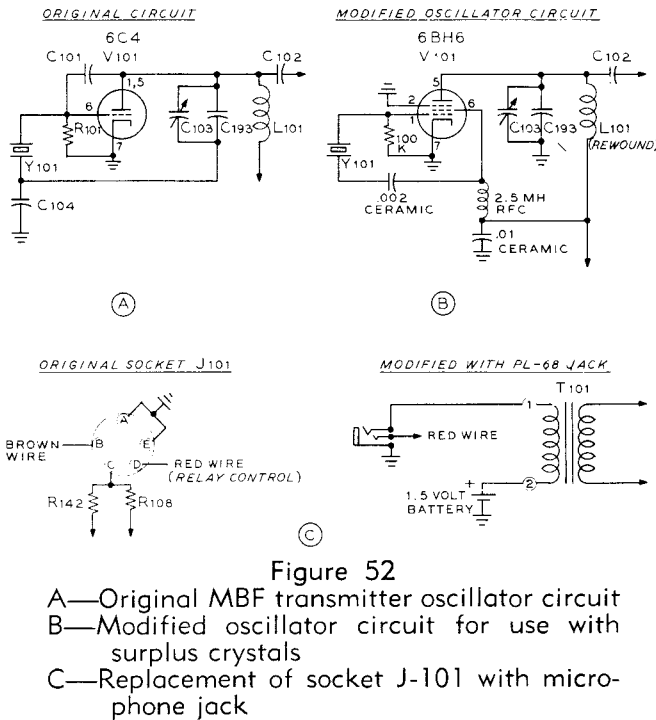 ORIGINAL CIRCUIT
6C4
V101
C101
C102
1,5
6
7
R101
C103
C193
L101
Y101
C104
A
MODIFIED OSCILLATOR CIRCUIT
6BH6
V101
C102
5
2
1
6
7
100
K
C103
C193
L101
(REWOUND)
Y101
.002
CERAMIC
2.5 MH
RFC
.01
CERAMIC
B
ORIGINAL SOCKET J101
A
B
E
C
D
BROWN
WIRE
RED WIRE
(RELAY CONTROL)
R142
R108
C
MODIFIED WITH PL-68 JACK
T101
1
RED WIRE
2
+
1.5 VOLT
BATTERY
Figure 52
A—Original MBF transmitter oscillator circuit
B—Modified oscillator circuit for use with
surplus crystals
C—Replacement of socket J-101 with micro-
phone jack